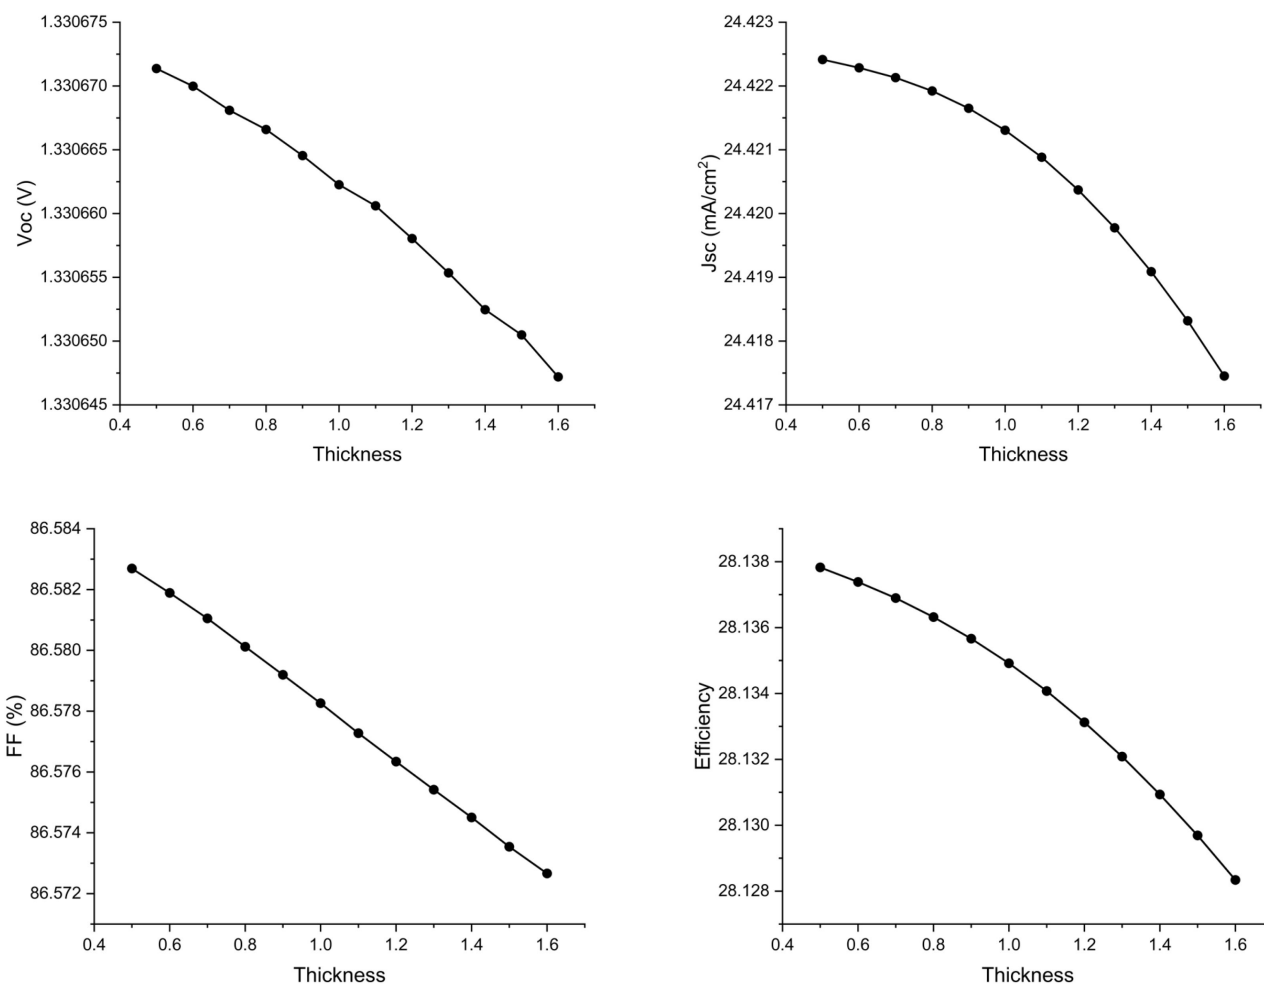 1.330675
1.330670
1.330665
1.330660
1.330655
1.330650
1.330645
Voc (V)
0.4 0.6 0.8 1.0 1.2 1.4 1.6
Thickness
24.423
24.422
24.421
24.420
24.419
24.418
24.417
Jsc (mA/cm²)
0.4 0.6 0.8 1.0 1.2 1.4 1.6
Thickness
86.584
86.582
86.580
86.578
86.576
86.574
86.572
FF (%)
0.4 0.6 0.8 1.0 1.2 1.4 1.6
Thickness
28.138
28.136
28.134
28.132
28.130
28.128
Efficiency
0.4 0.6 0.8 1.0 1.2 1.4 1.6
Thickness